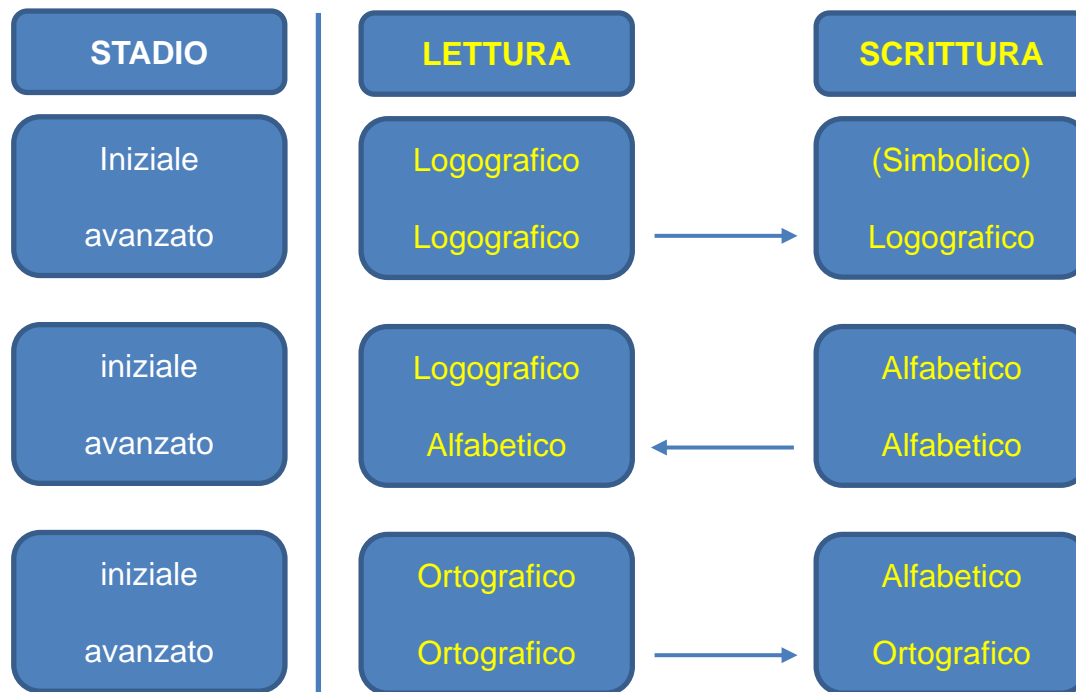 STADIO LETTURA SCRITTURA
Iniziale Logografico (Simbolico)
avanzato Logografico Logografico
iniziale Logografico Alfabetico
avanzato Alfabetico Alfabetico
iniziale Ortografico Alfabetico
avanzato Ortografico Ortografico